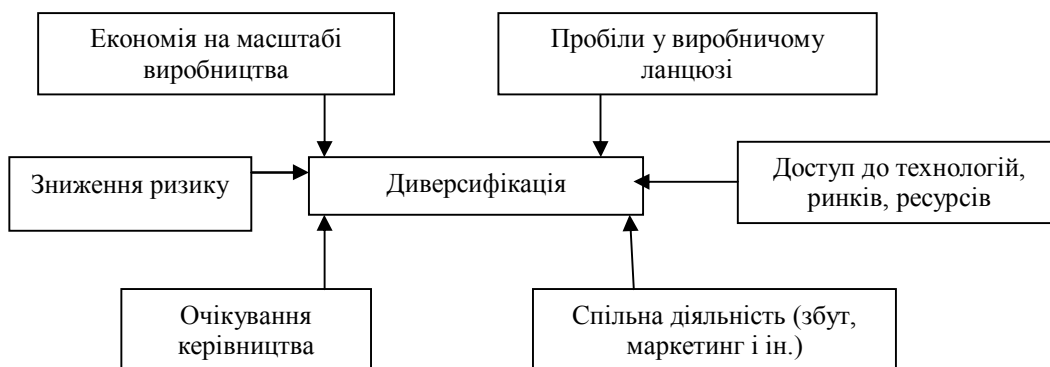 Економія на масштабі
виробництва
Пробіли у виробничому
ланцюзі
Зниження ризику
Диверсифікація
Доступ до технологій,
ринків, ресурсів
Очікування
керівництва
Спільна діяльність (збут,
маркетинг і ін.)